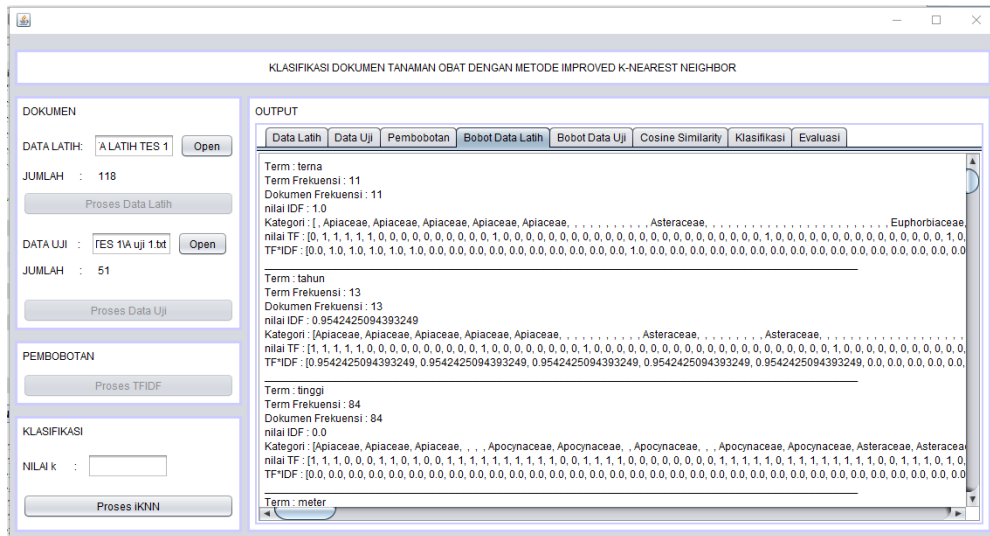 KLASIFIKASI DOKUMEN TANAMAN OBAT DENGAN METODE IMPROVED K-NEAREST NEIGHBOR
DOKUMEN
DATA LATIH: A LATIH TES 1 Open
JUMLAH : 118
Proses Data Latih
DATA UJI : TES 1\A uji 1.txt Open
JUMLAH : 51
Proses Data Uji
PEMBOBOTAN
Proses TFIDF
KLASIFIKASI
NILAI k :
Proses iKNN
OUTPUT
Data Latih Data Uji Pembobotan Bobot Data Latih Bobot Data Uji Cosine Similarity Klasifikasi Evaluasi
Term : terna
Term Frekuensi : 11
Dokumen Frekuensi : 11
nilai IDF : 1.0
Kategori : [ , Apiaceae, Apiaceae, Apiaceae, Apiaceae, Apiaceae, , , , , , , , , , , Asteraceae, , , , , , , , , , , , , , , , , , , , , , , Euphorbiaceae,
nilai TF : [0, 1, 1, 1, 1, 1, 0, 0, 0, 0, 0, 0, 0, 0, 0, 0, 1, 0, 0, 0, 0, 0, 0, 0, 0, 0, 0, 0, 0, 0, 0, 0, 0, 0, 0, 0, 0, 0, 0, 1, 0, 0, 0, 0, 0, 0, 0, 0, 0, 0, 0, 0, 0, 1, 0,
TF*IDF : [0.0, 1.0, 1.0, 1.0, 1.0, 1.0, 0.0, 0.0, 0.0, 0.0, 0.0, 0.0, 0.0, 0.0, 0.0, 0.0, 1.0, 0.0, 0.0, 0.0, 0.0, 0.0, 0.0, 0.0, 0.0, 0.0, 0.0, 0.0, 0.0, 0.0, 0.0, 0.0, 0.0, 0.0
Term : tahun
Term Frekuensi : 13
Dokumen Frekuensi : 13
nilai IDF : 0.9542425094393249
Kategori : [Apiaceae, Apiaceae, Apiaceae, Apiaceae, Apiaceae, Apiaceae, , , , , , , , , , , Asteraceae, , , , , , , , , Asteraceae, , , , , , , , , , , , , , , , , ,
nilai TF : [1, 1, 1, 1, 1, 1, 0, 0, 0, 0, 0, 0, 0, 0, 0, 0, 1, 0, 0, 0, 0, 0, 0, 0, 1, 0, 0, 0, 0, 0, 0, 0, 0, 0, 0, 0, 0, 0, 0, 0, 0, 0, 0, 0, 1, 0, 0, 0, 0, 0, 0, 0, 0, 0,
TF*IDF : [0.9542425094393249, 0.9542425094393249, 0.9542425094393249, 0.9542425094393249, 0.9542425094393249, 0.9542425094393249, 0.0, 0.0, 0.0, 0.0, 0.0,
Term : tinggi
Term Frekuensi : 84
Dokumen Frekuensi : 84
nilai IDF : 0.0
Kategori : [Apiaceae, Apiaceae, Apiaceae, , , , Apocynaceae, Apocynaceae, , Apocynaceae, , , Apocynaceae, Apocynaceae, Asteraceae, Asteracea
nilai TF : [1, 1, 1, 0, 0, 0, 1, 1, 0, 1, 0, 0, 1, 1, 1, 1, 1, 1, 1, 1, 1, 1, 0, 0, 1, 1, 1, 1, 0, 0, 0, 0, 0, 0, 0, 1, 1, 1, 1, 0, 1, 1, 1, 1, 1, 1, 1, 0, 0, 1, 1, 1, 0, 1, 0,
TF*IDF : [0.0, 0.0, 0.0, 0.0, 0.0, 0.0, 0.0, 0.0, 0.0, 0.0, 0.0, 0.0, 0.0, 0.0, 0.0, 0.0, 0.0, 0.0, 0.0, 0.0, 0.0, 0.0, 0.0, 0.0, 0.0, 0.0, 0.0, 0.0, 0.0, 0.0, 0.0, 0.0, 0.0, 0.0
Term : meter